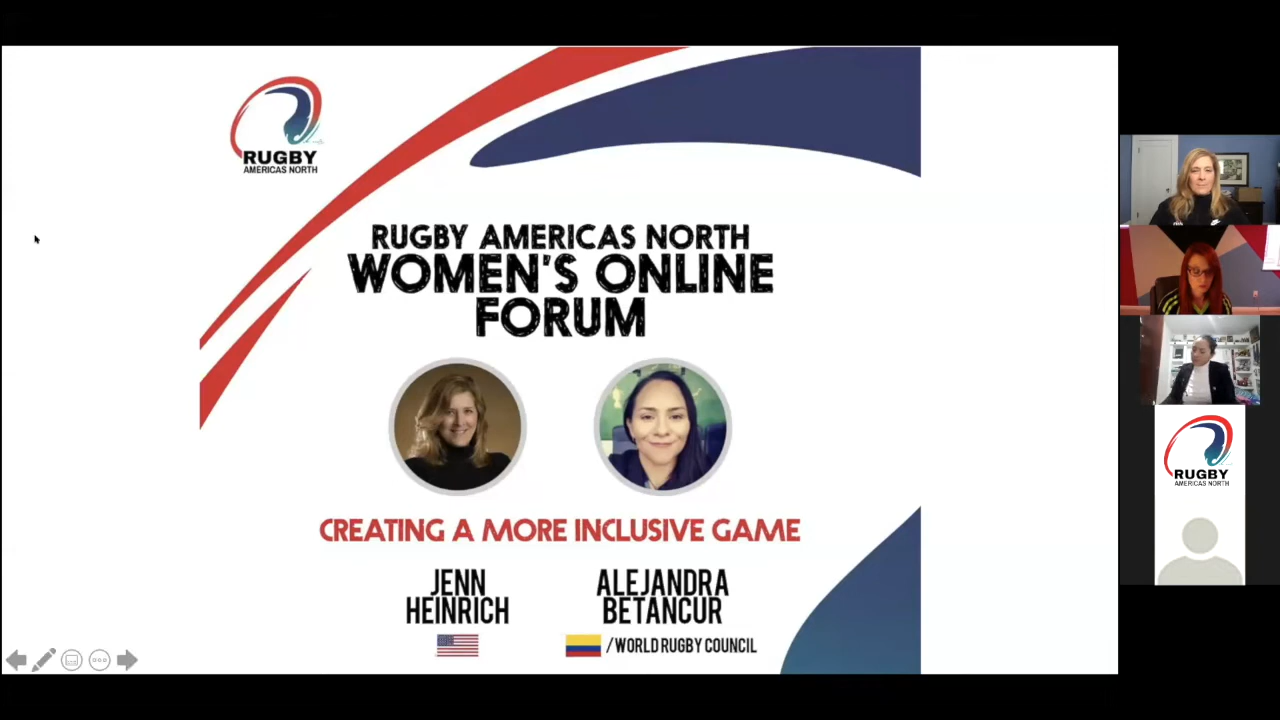 RUGBY
AMERICAS NORTH
RUGBY AMERICAS NORTH
WOMEN'S ONLINE
FORUM
CREATING A MORE INCLUSIVE GAME
JENN
HEINRICH
ALEJANDRA
BETANCUR
/WORLD RUGBY COUNCIL
RUGBY
AMERICAS NORTH